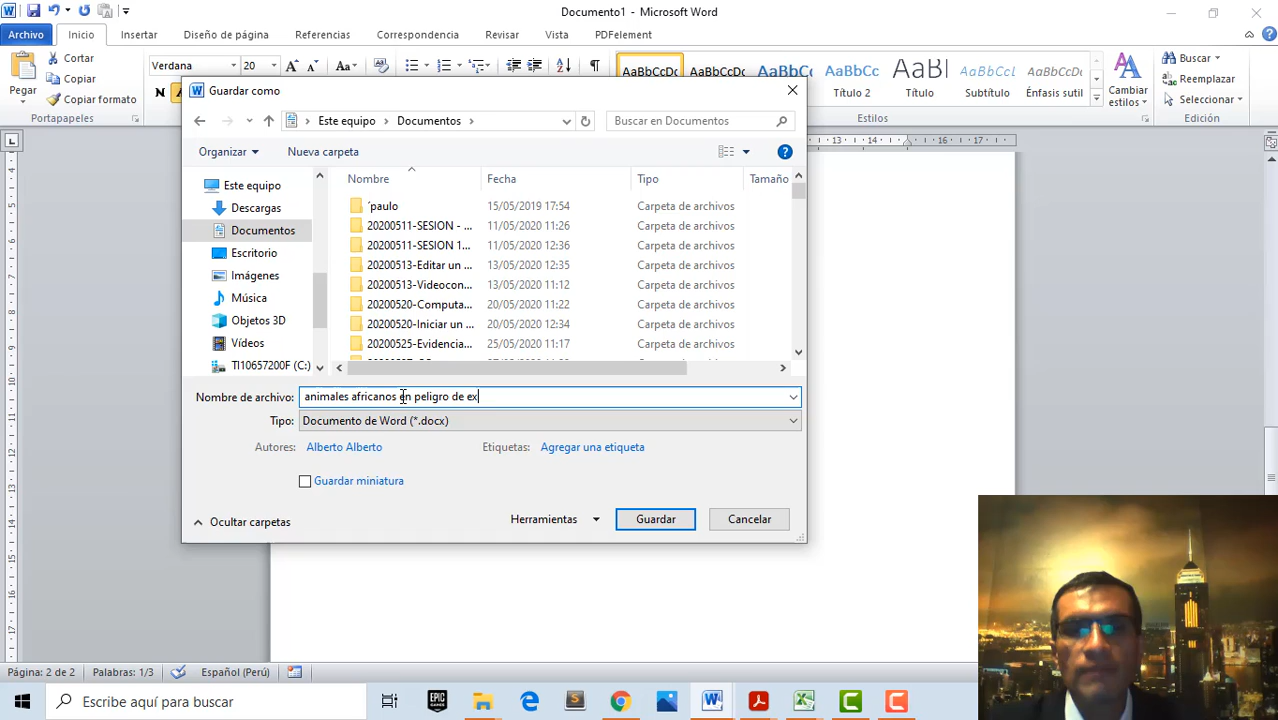 Documento1 - Microsoft Word
Archivo Inicio Insertar Diseño de página Referencias Correspondencia Revisar Vista PDFelement
Cortar
Copiar
Copiar formato
Pegar
Portapapeles
Verdana 20
N
AaBbCcDc AaBbCcDc AaBbC AaBbCc AaB AaBbCcL AaBbCcDc
Título 2 Título Subtítulo Énfasis sutil
Estilos
Cambiar estilos
Buscar
Reemplazar
Seleccionar
Edición
13 14 15 16 17
Guardar como
Este equipo > Documentos >
Buscar en Documentos
Organizar Nueva carpeta
Este equipo
Descargas
Documentos
Escritorio
Imágenes
Música
Objetos 3D
Vídeos
TI10657200F (C:)
Nombre Fecha Tipo Tamaño
´paulo 15/05/2019 17:54 Carpeta de archivos
20200511-SESION - ... 11/05/2020 11:26 Carpeta de archivos
20200511-SESION 1... 11/05/2020 12:36 Carpeta de archivos
20200513-Editar un ... 13/05/2020 12:35 Carpeta de archivos
20200513-Videocon... 13/05/2020 11:12 Carpeta de archivos
20200520-Computa... 20/05/2020 11:22 Carpeta de archivos
20200520-Iniciar un ... 20/05/2020 12:34 Carpeta de archivos
20200525-Evidencia... 25/05/2020 11:17 Carpeta de archivos
Nombre de archivo: animales africanos en peligro de ex
Tipo: Documento de Word (*.docx)
Autores: Alberto Alberto Etiquetas: Agregar una etiqueta
Guardar miniatura
Ocultar carpetas Herramientas Guardar Cancelar
Página: 2 de 2 Palabras: 1/3 Español (Perú)
Escribe aquí para buscar
EPIC GAMES